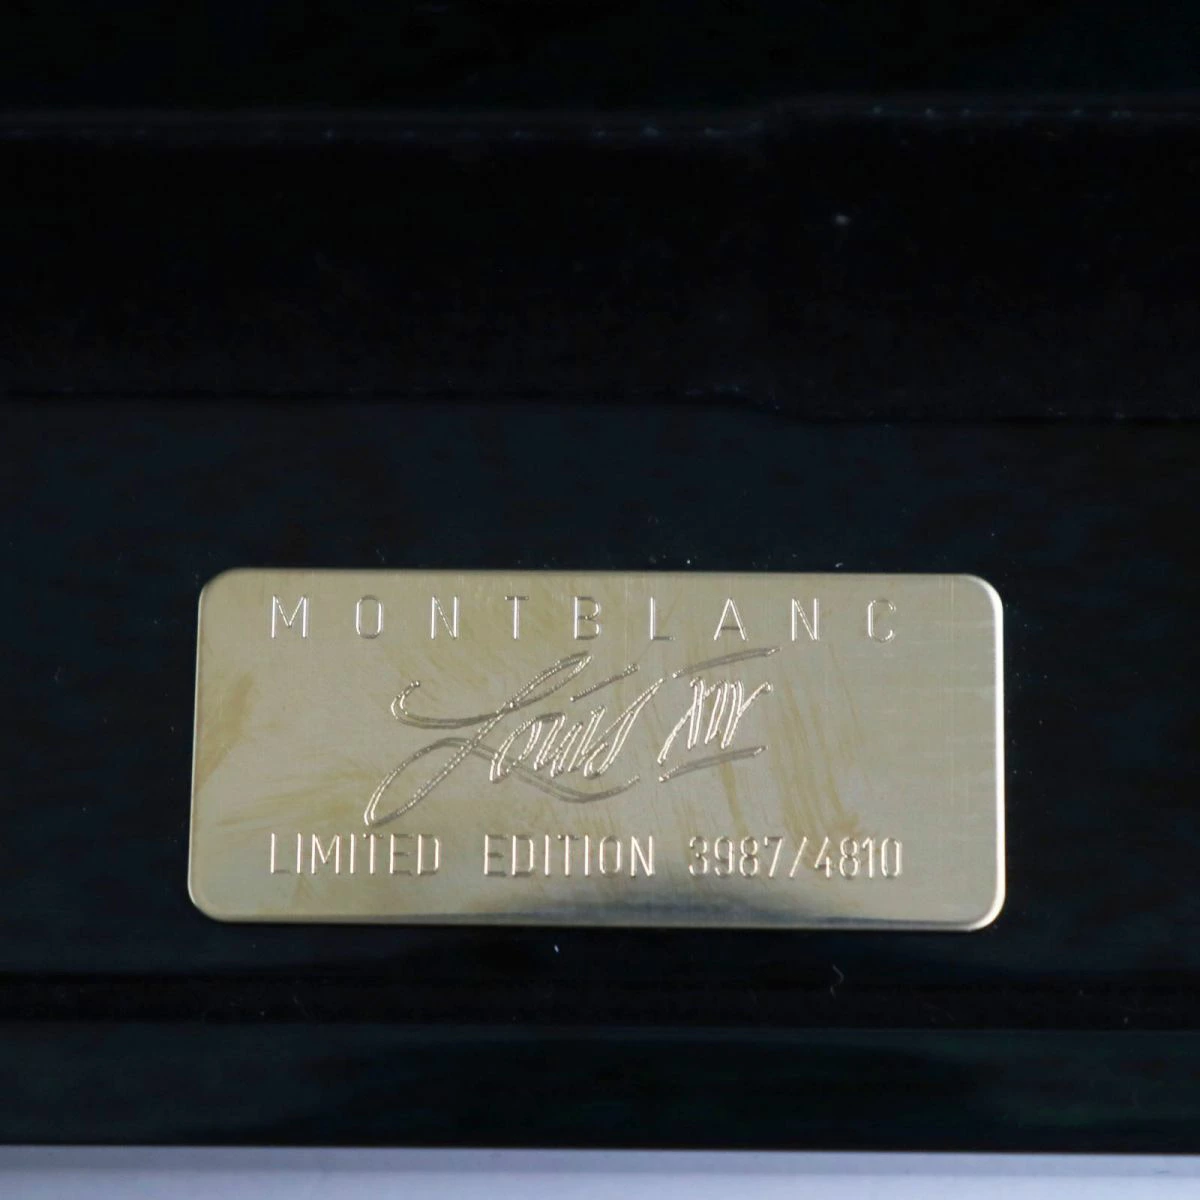 MONTBLANC
Louis XIV
LIMITED EDITION 3987/4810